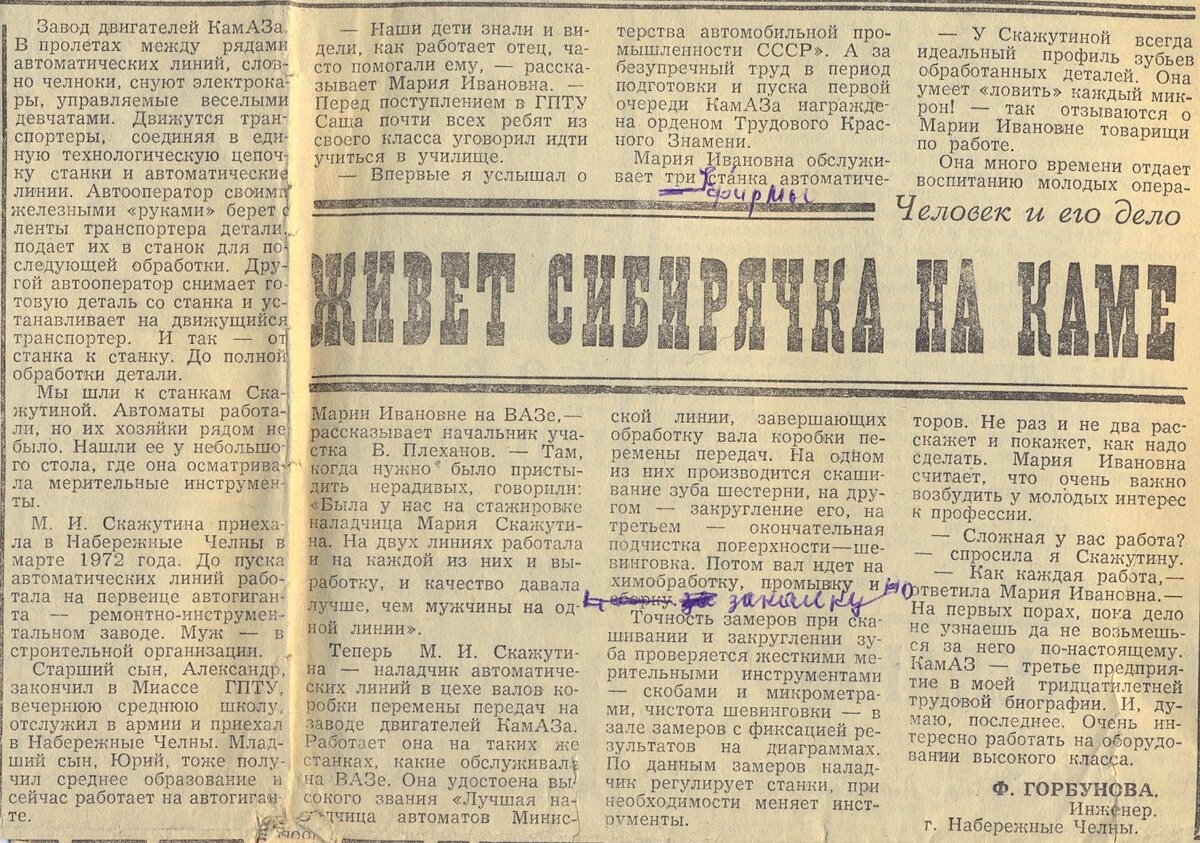 Человек и его дело
ЖИВЕТ СИБИРЯЧКА НА КАМЕ
Завод двигателей КамАЗа.
В пролетах между рядами
автоматических линий, слов-
но челноки, снуют электрока-
ры, управляемые веселыми
девчатами. Движутся тран-
спортеры, соединяя в еди-
ную технологическую цепоч-
ку станки и автоматические
линии. Автооператор своими
железными «руками» берет с
ленты транспортера детали,
подает их в станок для по-
следующей обработки. Дру-
гой автооператор снимает го-
товую деталь со станка и ус-
танавливает на движущийся
транспортер. И так — от
станка к станку. До полной
обработки детали.
Мы шли к станкам Ска-
жутиной. Автоматы работа-
ли, но их хозяйки рядом не
было. Нашли ее у небольшо-
го стола, где она осматрива-
ла мерительные инструмен-
ты.
М. И. Скажутина приеха-
ла в Набережные Челны в
марте 1972 года. До пуска
автоматических линий рабо-
тала на первенце автогиган-
та — ремонтно-инструмен-
тальном заводе. Муж — в
строительной организации.
Старший сын, Александр,
закончил в Миассе ГПТУ,
вечернюю среднюю школу,
отслужил в армии и приехал
в Набережные Челны. Млад-
ший сын, Юрий, тоже полу-
чил среднее образование и
сейчас работает на автогиган-
те.
— Наши дети знали и ви-
дели, как работает отец, ча-
сто помогали ему, — расска-
зывает Мария Ивановна. —
Перед поступлением в ГПТУ
Саша почти всех ребят из
своего класса уговорил идти
учиться в училище.
— Впервые я услышал о
Марии Ивановне на ВАЗе,—
рассказывает начальник уча-
стка В. Плеханов. — Там,
когда нужно было присты-
дить нерадивых, говорили:
«Была у нас на стажировке
наладчица Мария Скажути-
на. На двух линиях работала
и на каждой из них и вы-
работку, и качество давала
лучше, чем мужчины на од-
ной линии».
Теперь М. И. Скажути-
на — наладчик автоматиче-
ских линий в цехе валов ко-
робки перемены передач на
заводе двигателей КамАЗа.
Работает она на таких же
станках, какие обслуживала
на ВАЗе. Она удостоена вы-
сокого звания «Лучшая на-
ладчица автоматов Минис-
терства автомобильной про-
мышленности СССР». А за
безупречный труд в период
подготовки и пуска первой
очереди КамАЗа награжде-
на орденом Трудового Крас-
ного Знамени.
Мария Ивановна обслужи-
вает три станка автоматиче-
фирмы
ской линии, завершающих
обработку вала коробки пе-
ремены передач. На одном
из них производится скаши-
вание зуба шестерни, на дру-
гом — закругление его, на
третьем — окончательная
подчистка поверхности—ше-
винговка. Потом вал идет на
химобработку, промывку и
сборку. закалку но
Точность замеров при ска-
шивании и закруглении зу-
ба проверяется жесткими ме-
рительными инструментами
— скобами и микрометра-
ми, чистота шевинговки — в
зале замеров с фиксацией ре-
зультатов на диаграммах.
По данным замеров налад-
чик регулирует станки, при
необходимости меняет инст-
рументы.
— У Скажутиной всегда
идеальный профиль зубьев
обработанных деталей. Она
умеет «ловить» каждый мик-
рон! — так отзываются о
Марии Ивановне товарищи
по работе.
Она много времени отдает
воспитанию молодых опера-
торов. Не раз и не два рас-
скажет и покажет, как надо
сделать. Мария Ивановна
считает, что очень важно
возбудить у молодых интерес
к профессии.
— Сложная у вас работа?
— спросила я Скажутину.
— Как каждая работа,—
ответила Мария Ивановна.—
На первых порах, пока дело
не узнаешь да не возьмешь-
ся за него по-настоящему.
КамАЗ — третье предприя-
тие в моей тридцатилетней
трудовой биографии. И, ду-
маю, последнее. Очень ин-
тересно работать на оборудо-
вании высокого класса.
Ф. ГОРБУНОВА.
Инженер.
г. Набережные Челны.